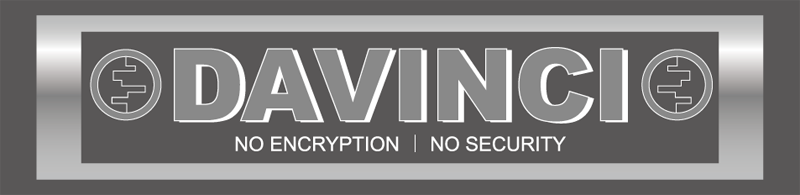 DAVINCI
NO ENCRYPTION | NO SECURITY